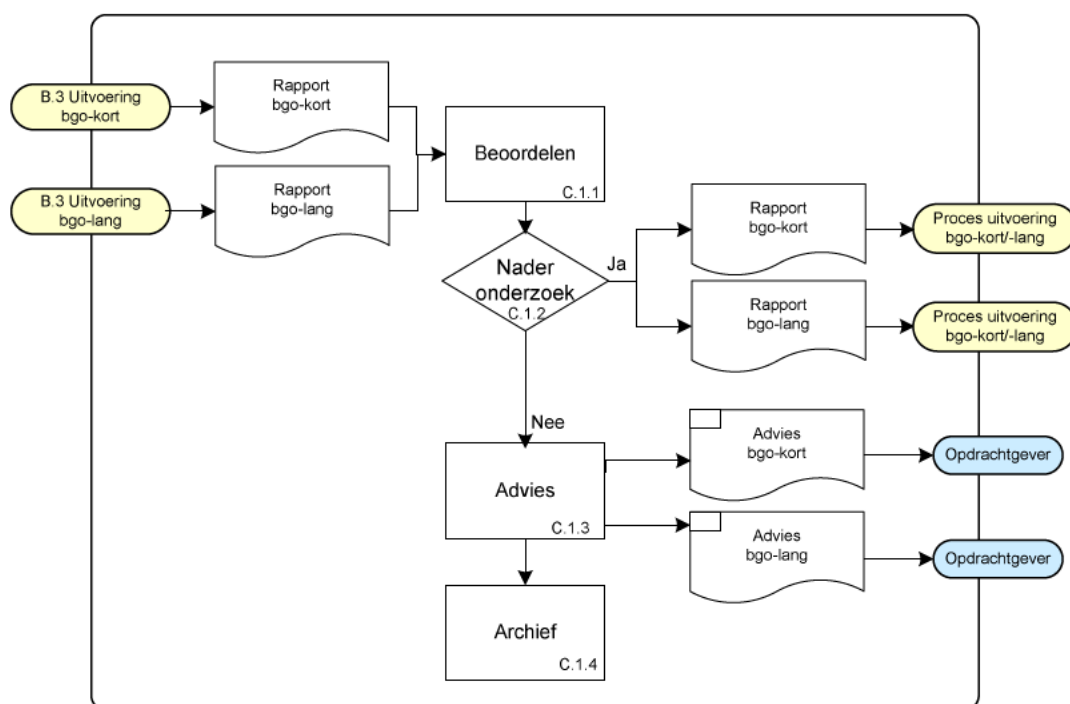 B.3 Uitvoering
bgo-kort
Rapport
bgo-kort
B.3 Uitvoering
bgo-lang
Rapport
bgo-lang
Beoordelen
C.1.1
Nader
onderzoek
C.1.2
Ja
Rapport
bgo-kort
Proces uitvoering
bgo-kort/-lang
Rapport
bgo-lang
Proces uitvoering
bgo-kort/-lang
Nee
Advies
C.1.3
Advies
bgo-kort
Opdrachtgever
Advies
bgo-lang
Opdrachtgever
Archief
C.1.4